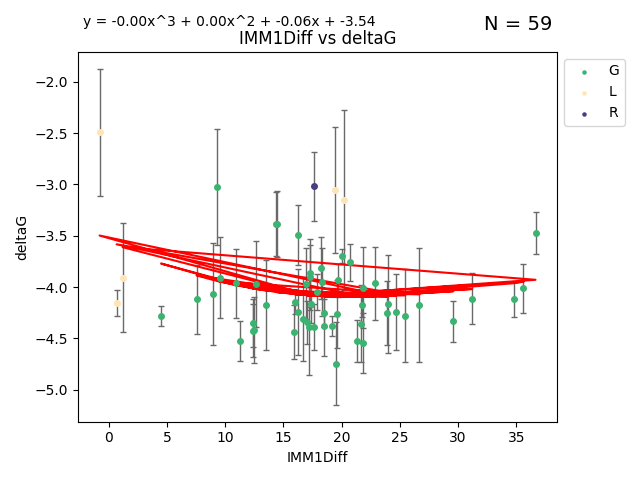 y = -0.00x^3 + 0.00x^2 + -0.06x + -3.54
N = 59
IMM1Diff vs deltaG
G
L
R
deltaG
-2.0
-2.5
-3.0
-3.5
-4.0
-4.5
-5.0
0 5 10 15 20 25 30 35
IMM1Diff